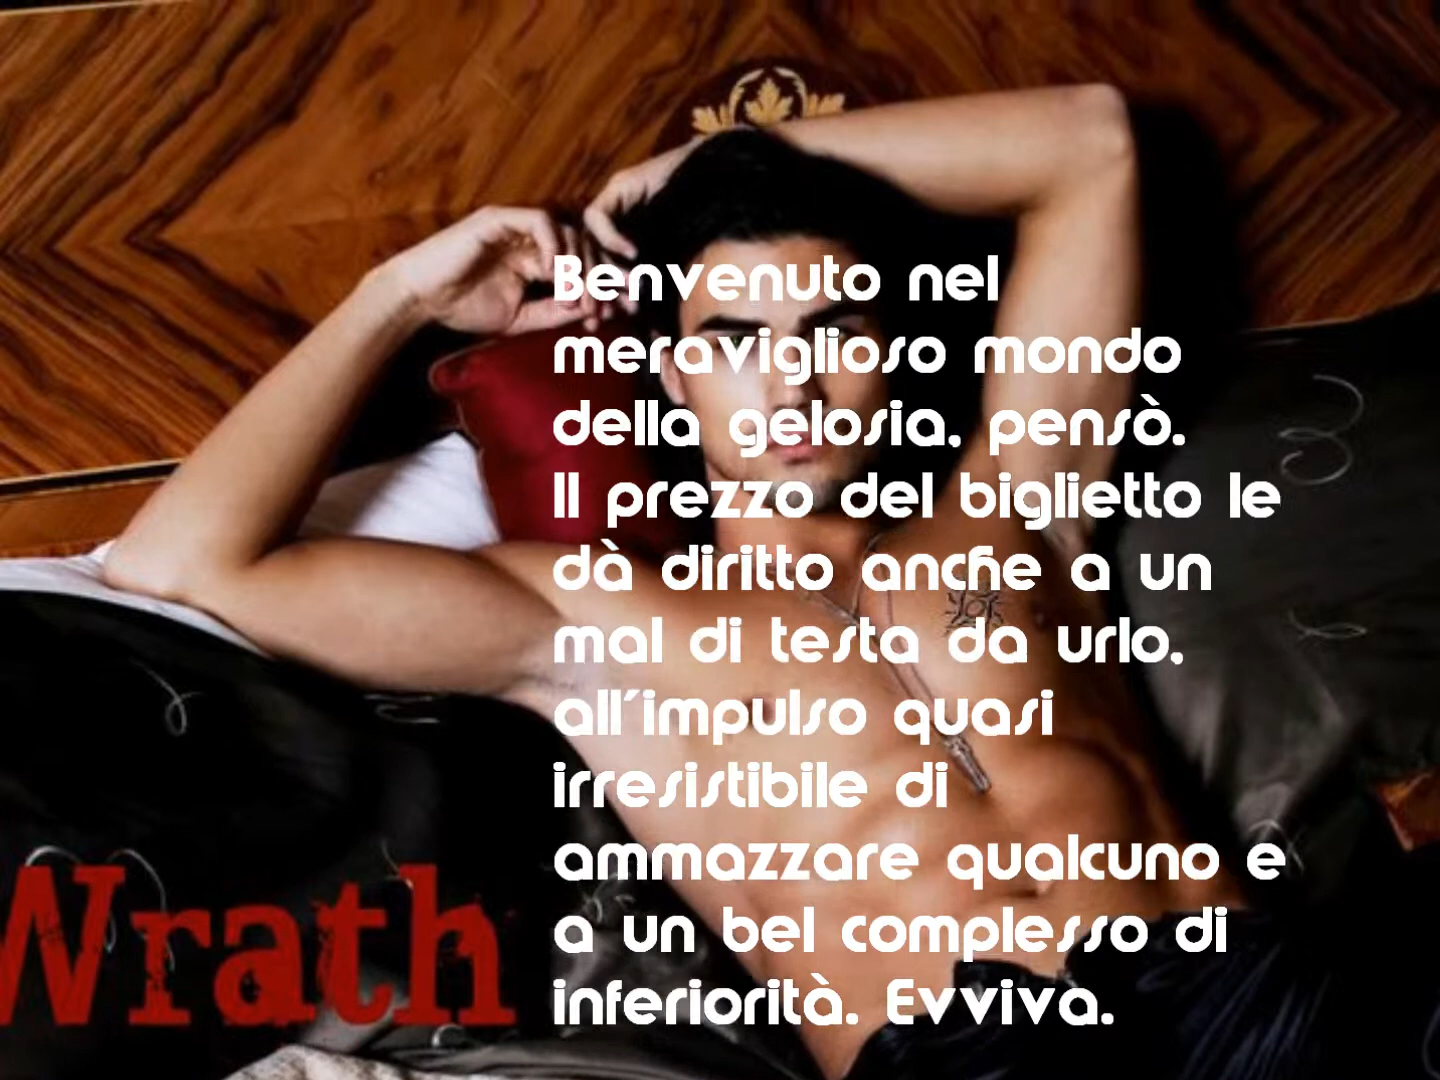 Benvenuto nel
meraviglioso mondo
della gelosia, pensò.
Il prezzo del biglietto le
dà diritto anche a un
mal di testa da urlo,
all'impulso quasi
irresistibile di
ammazzare qualcuno e
a un bel complesso di
inferiorità. Evviva.
Wrath